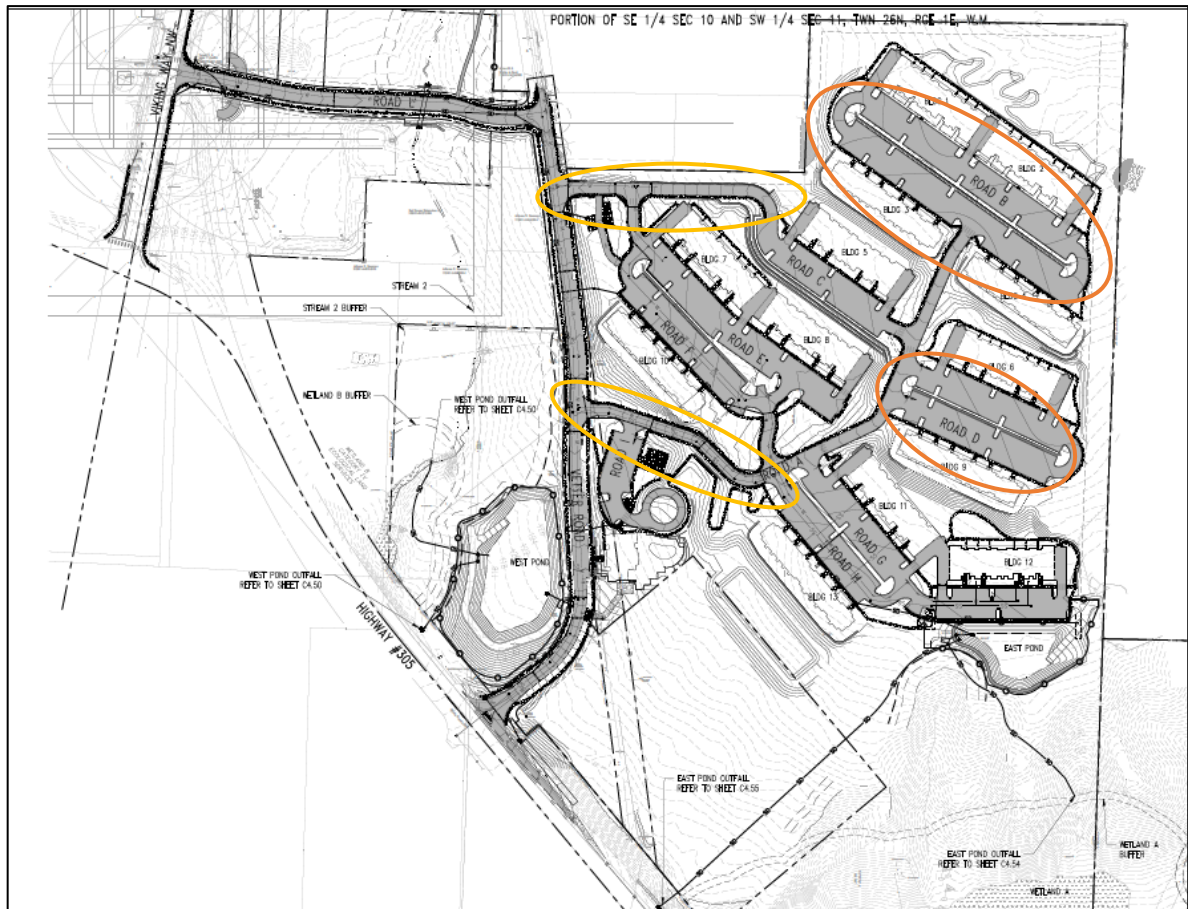 PORTION OF SE 1/4 SEC 10 AND SW 1/4 SEC 11, TWN 26N, RGE 1E, W.M.
VIKING WAY NW
ROAD L
BLDG 1
BLDG 2
ROAD B
BLDG 3
BLDG 7
BLDG 5
ROAD C
STREAM 2
STREAM 2 BUFFER
ROAD F
ROAD E
BLDG 8
BLDG 10
BLDG 6
WETLAND B BUFFER
WEST POND OUTFALL
REFER TO SHEET C4.50
ROAD D
BLDG 9
VETTER ROAD
BLDG 11
ROAD G
ROAD H
WEST POND
BLDG 12
WEST POND OUTFALL
REFER TO SHEET C4.50
BLDG 13
HIGHWAY #305
EAST POND
EAST POND OUTFALL
REFER TO SHEET C4.55
EAST POND OUTFALL
REFER TO SHEET C4.54
WETLAND A
BUFFER
WETLAND A